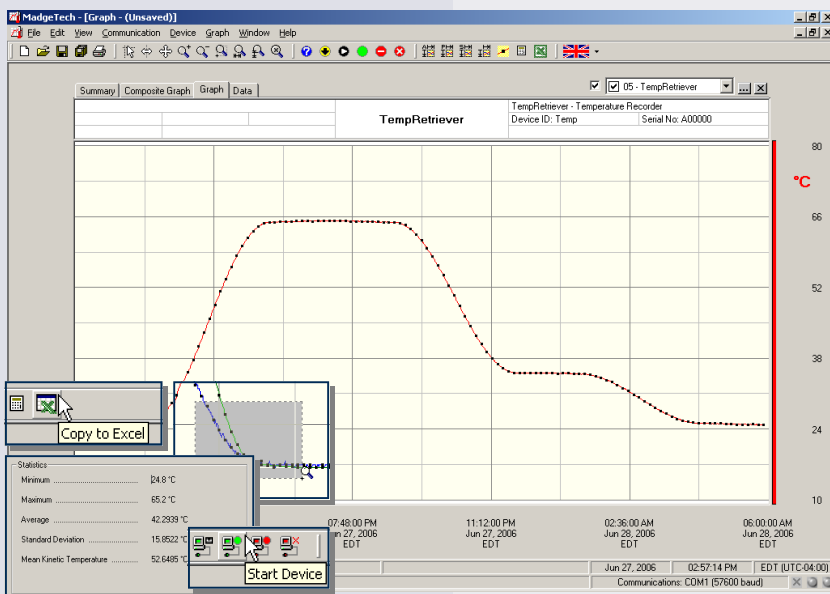 MadgeTech - [Graph - (Unsaved)]
File Edit View Communication Device Graph Window Help
Summary Composite Graph Graph Data
05 - TempRetriever
TempRetriever
TempRetriever - Temperature Recorder
Device ID: Temp Serial No: A00000
80
°C
66
52
38
24
10
Copy to Excel
Statistics
Minimum 24.8 °C
Maximum 65.2 °C
Average 42.2939 °C
Standard Deviation 15.8522 °C
Mean Kinetic Temperature 52.6485 °C
Start Device
07:48:00 PM 11:12:00 PM 02:36:00 AM 06:00:00 AM
un 27, 2006 Jun 27, 2006 Jun 28, 2006 Jun 28, 2006
EDT EDT EDT EDT
Jun 27, 2006 02:57:14 PM EDT (UTC-04:00)
Communications: COM1 (57600 baud)